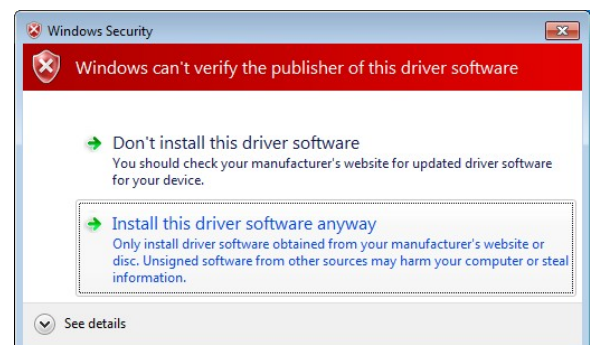 Windows Security
Windows can't verify the publisher of this driver software
Don't install this driver software
You should check your manufacturer's website for updated driver software
for your device.
Install this driver software anyway
Only install driver software obtained from your manufacturer's website or
disc. Unsigned software from other sources may harm your computer or steal
information.
See details